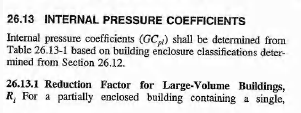 26.13 INTERNAL PRESSURE COEFFICIENTS
Internal pressure coefficients (GCpi) shall be determined from
Table 26.13-1 based on building enclosure classifications deter-
mined from Section 26.12.
26.13.1 Reduction Factor for Large-Volume Buildings,
Ri For a partially enclosed building containing a single,